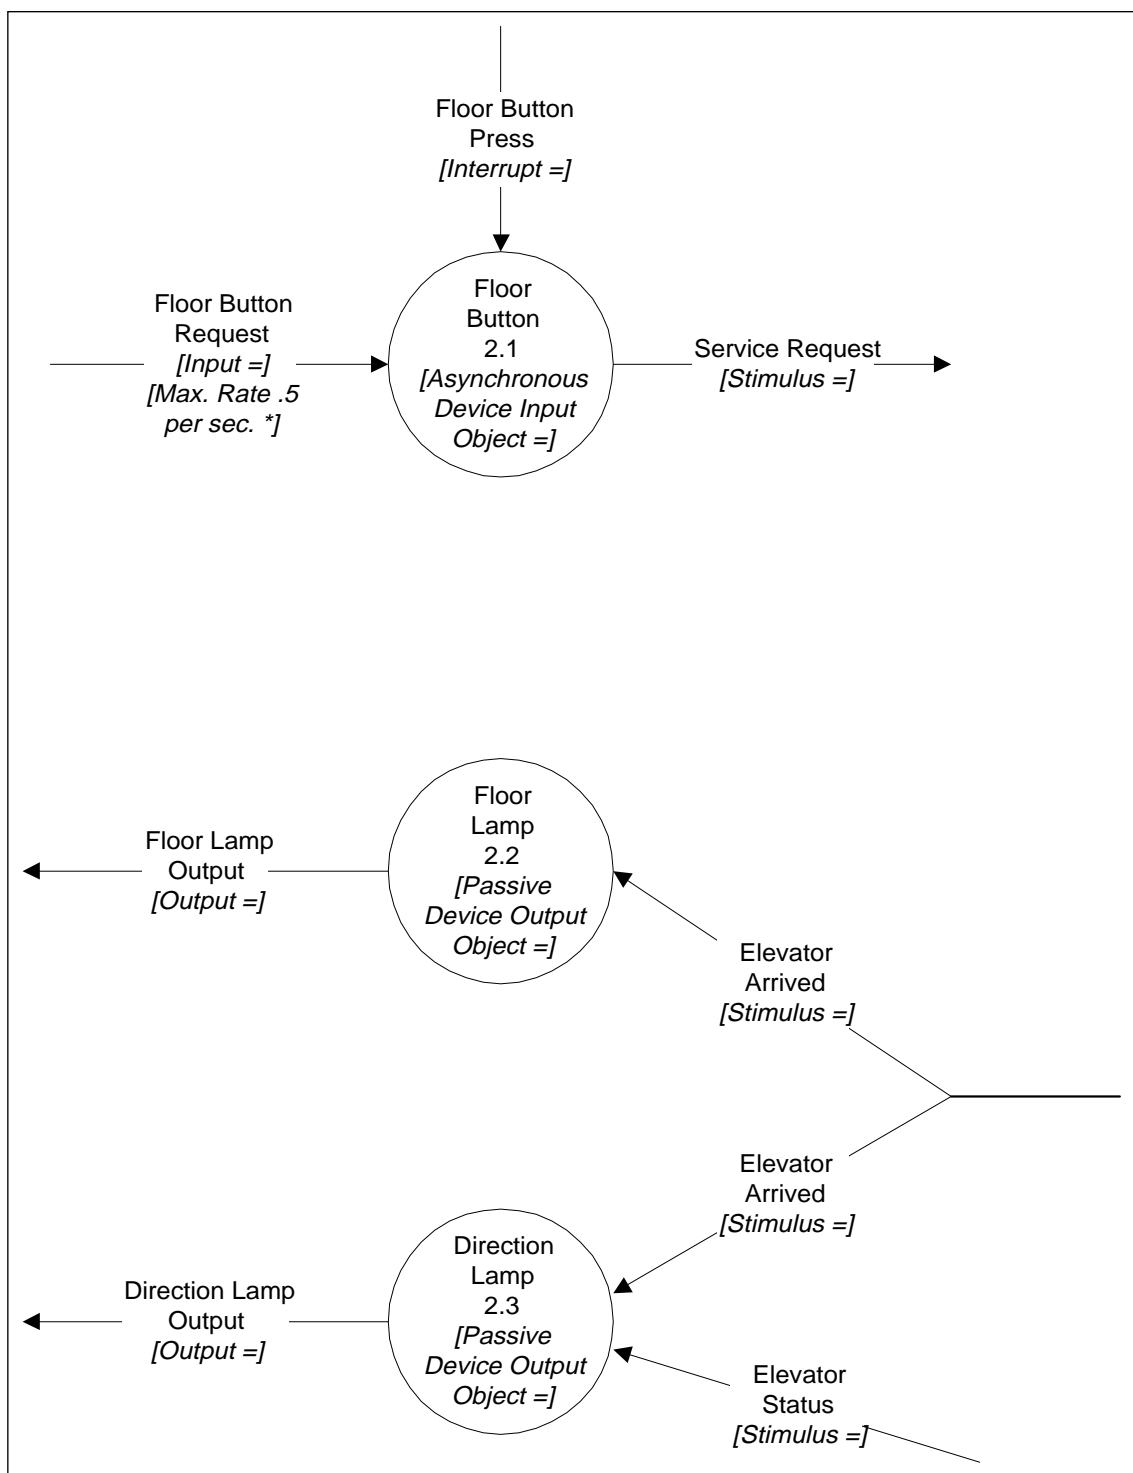 Floor Button
Press
[Interrupt =]
Floor Button
Request
[Input =]
[Max. Rate .5
per sec. *]
Floor
Button
2.1
[Asynchronous
Device Input
Object =]
Service Request
[Stimulus =]
Floor Lamp
Output
[Output =]
Floor
Lamp
2.2
[Passive
Device Output
Object =]
Elevator
Arrived
[Stimulus =]
Elevator
Arrived
[Stimulus =]
Direction Lamp
Output
[Output =]
Direction
Lamp
2.3
[Passive
Device Output
Object =]
Elevator
Status
[Stimulus =]